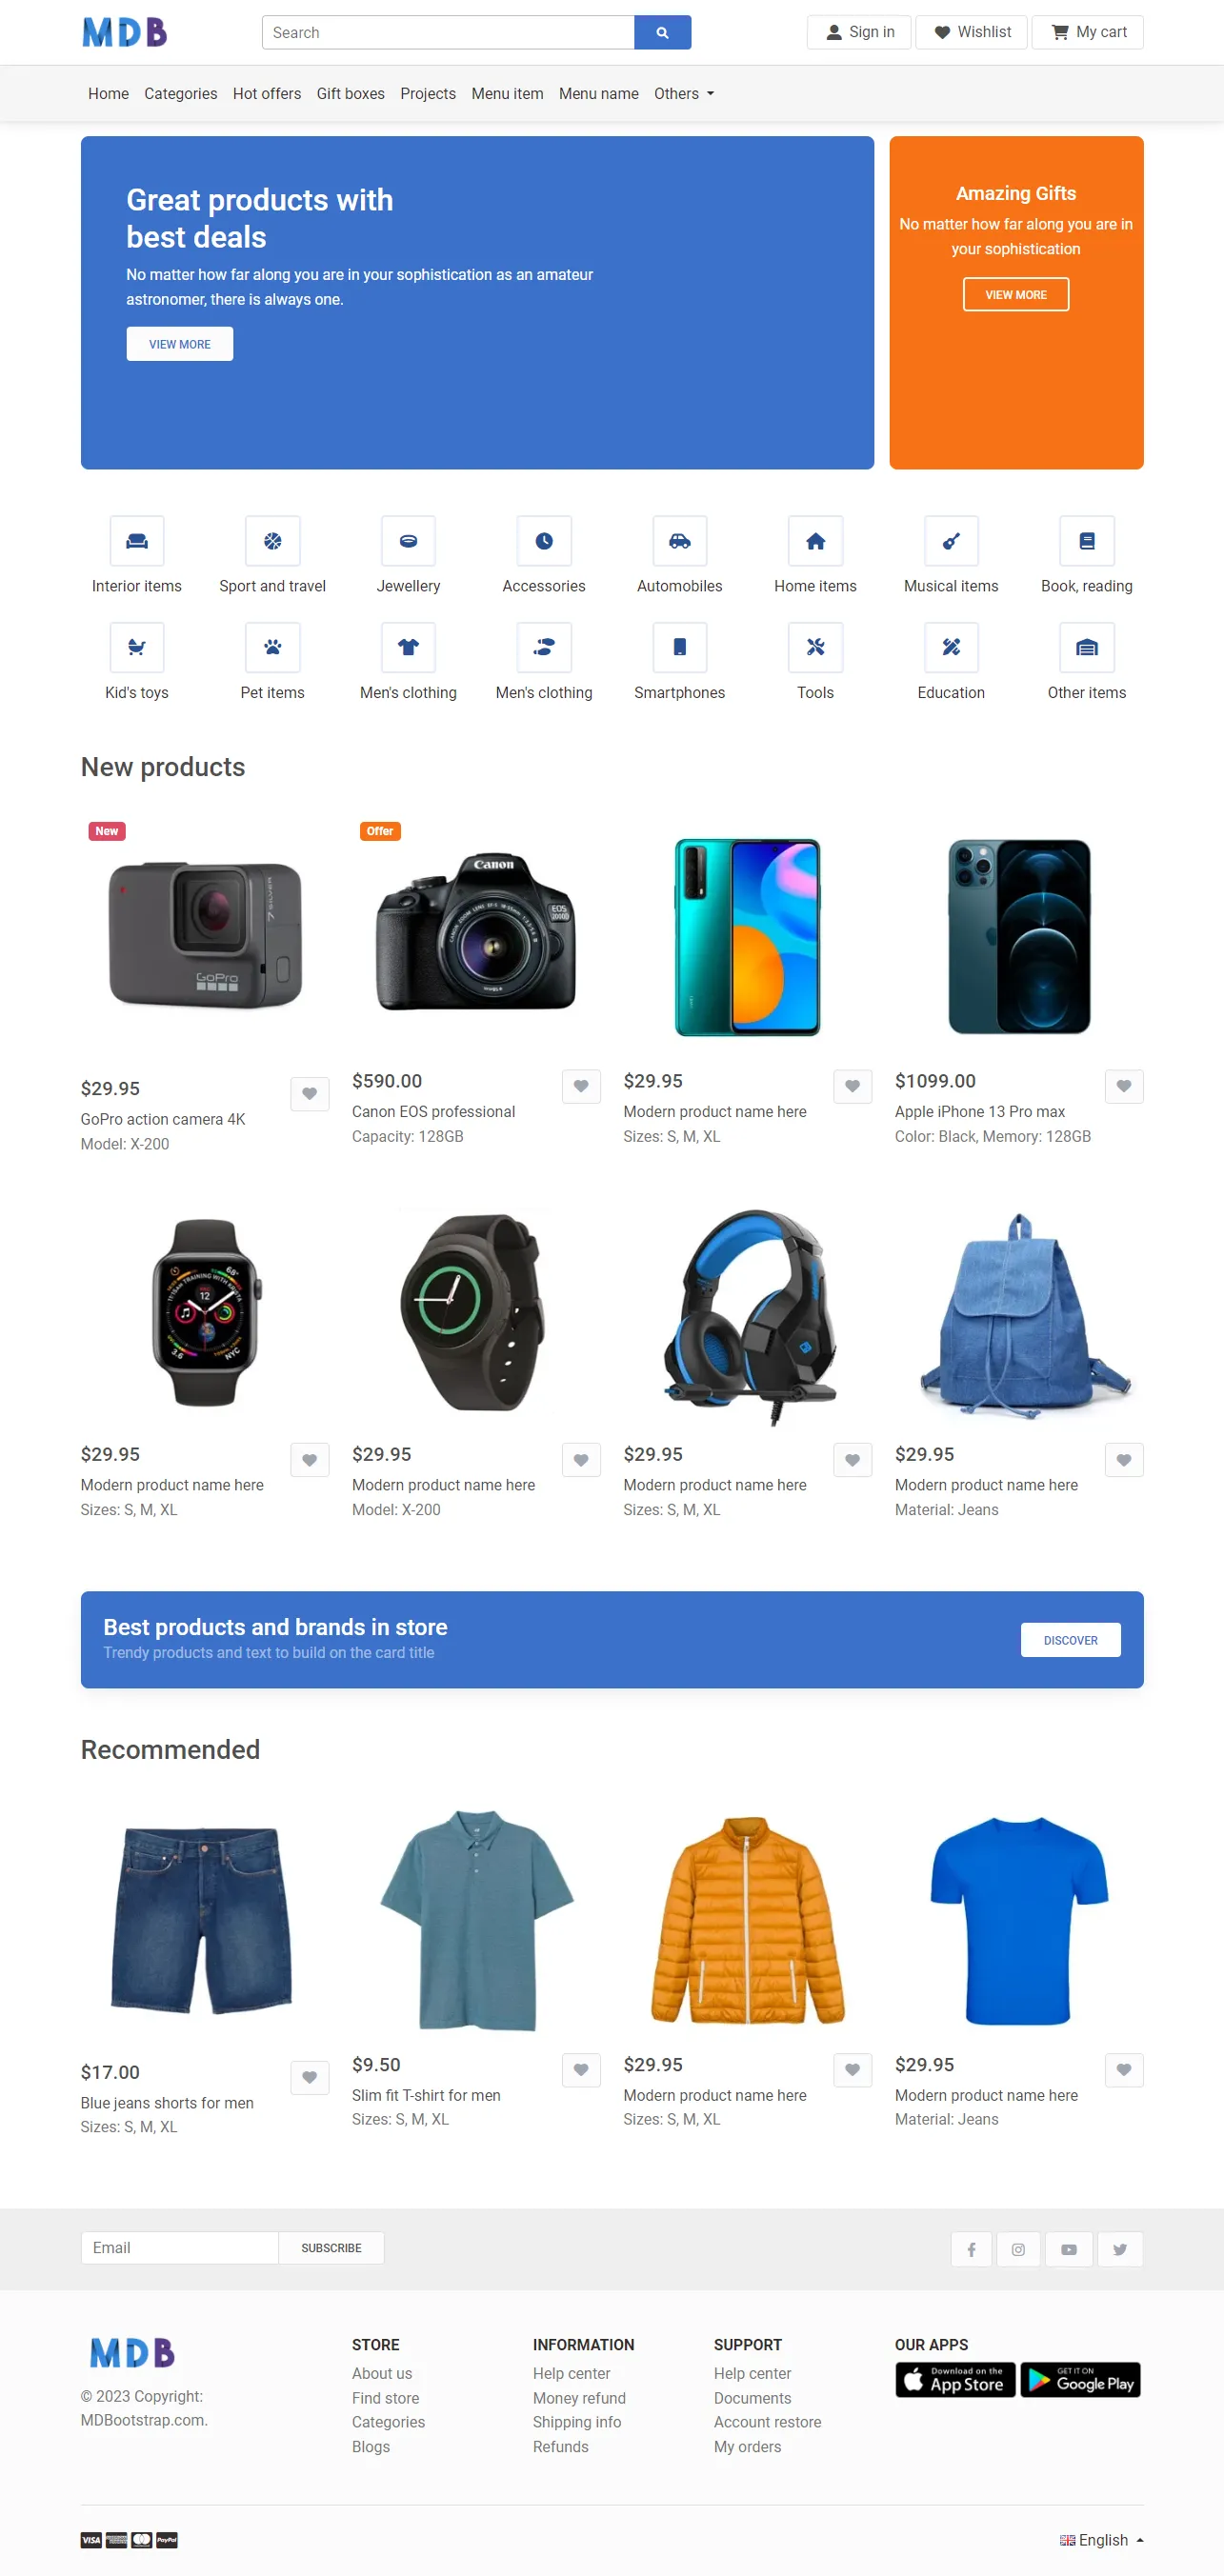 MDB
Search
Sign in
Wishlist
My cart
Home Categories Hot offers Gift boxes Projects Menu item Menu name Others
Great products with
best deals
No matter how far along you are in your sophistication as an amateur
astronomer, there is always one.
VIEW MORE
Amazing Gifts
No matter how far along you are in
your sophistication
VIEW MORE
Interior items
Sport and travel
Jewellery
Accessories
Automobiles
Home items
Musical items
Book, reading
Kid's toys
Pet items
Men's clothing
Men's clothing
Smartphones
Tools
Education
Other items
New products
New
GoPro
7 SILVER
$29.95
GoPro action camera 4K
Model: X-200
Offer
Canon
EOS
2000D
$590.00
Canon EOS professional
Capacity: 128GB
$29.95
Modern product name here
Sizes: S, M, XL
$1099.00
Apple iPhone 13 Pro max
Color: Black, Memory: 128GB
68°
12
3.6
NYC
$29.95
Modern product name here
Sizes: S, M, XL
$29.95
Modern product name here
Model: X-200
$29.95
Modern product name here
Sizes: S, M, XL
$29.95
Modern product name here
Material: Jeans
Best products and brands in store
Trendy products and text to build on the card title
DISCOVER
Recommended
$17.00
Blue jeans shorts for men
Sizes: S, M, XL
$9.50
Slim fit T-shirt for men
Sizes: S, M, XL
$29.95
Modern product name here
Sizes: S, M, XL
$29.95
Modern product name here
Material: Jeans
Email
SUBSCRIBE
MDB
© 2023 Copyright:
MDBootstrap.com.
STORE
About us
Find store
Categories
Blogs
INFORMATION
Help center
Money refund
Shipping info
Refunds
SUPPORT
Help center
Documents
Account restore
My orders
OUR APPS
Download on the
App Store
GET IT ON
Google Play
VISA
PayPal
English